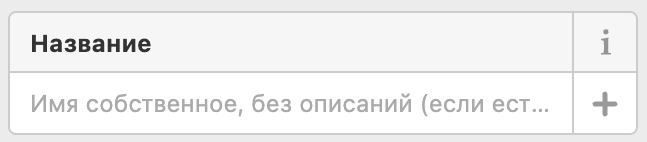 Название
Имя собственное, без описаний (если ест...